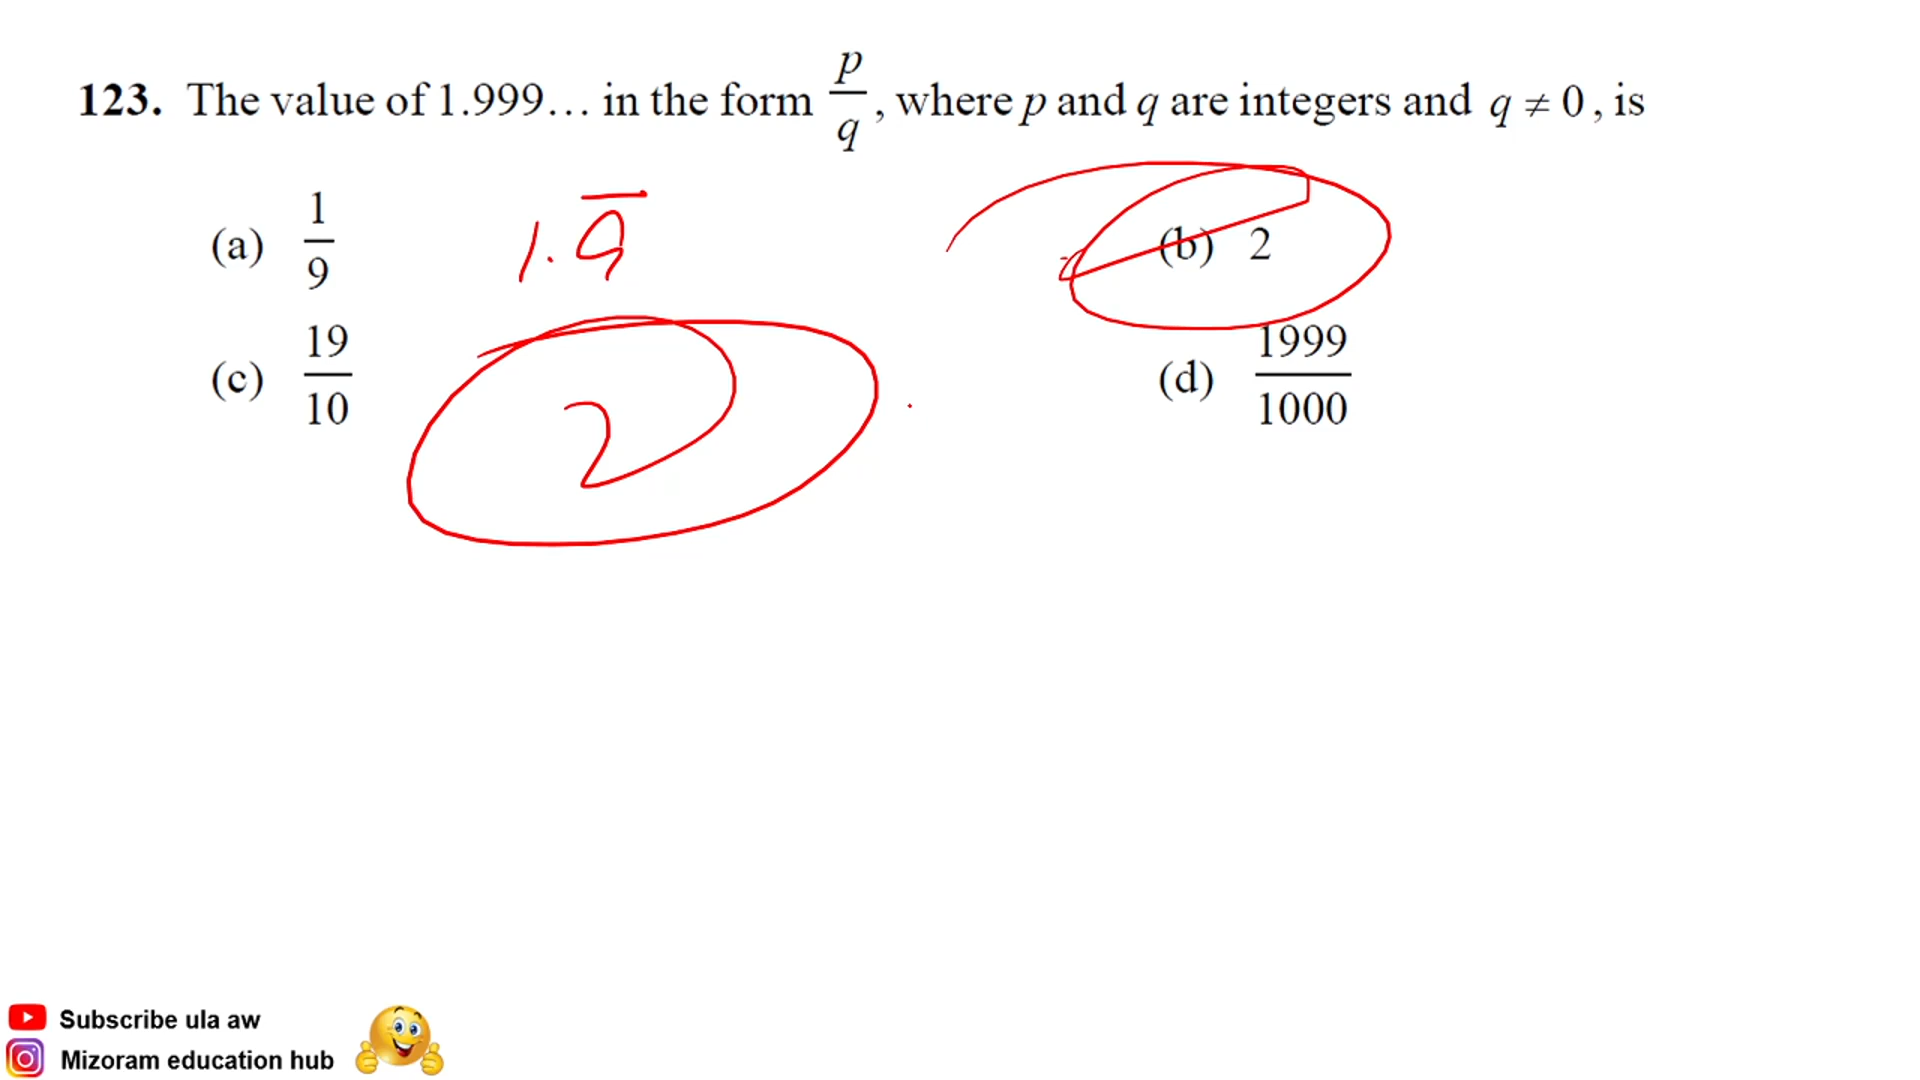 123. The value of 1.999… in the form p/q, where p and q are integers and q ≠ 0, is
(a) 1/9
1.9̅
(b) 2
(c) 19/10
2
(d) 1999/1000
Subscribe ula aw
Mizoram education hub